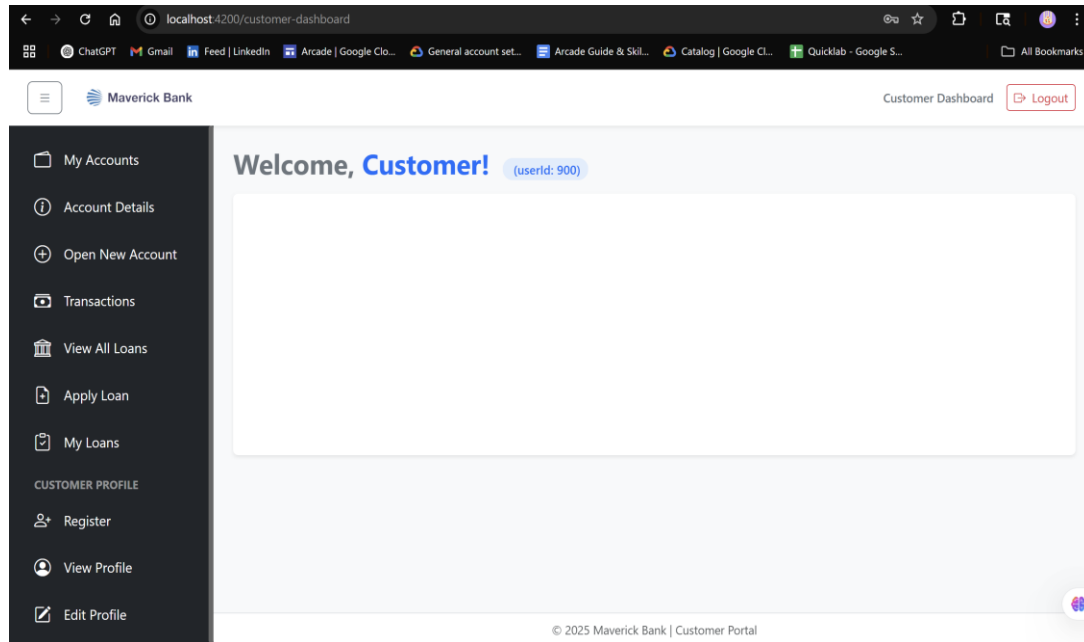 localhost:4200/customer-dashboard
ChatGPT
Gmail
Feed | LinkedIn
Arcade | Google Clo...
General account set...
Arcade Guide & Skil...
Catalog | Google Cl...
Quicklab - Google S...
All Bookmarks
Maverick Bank
Customer Dashboard
Logout
My Accounts
Account Details
Open New Account
Transactions
View All Loans
Apply Loan
My Loans
CUSTOMER PROFILE
Register
View Profile
Edit Profile
Welcome, Customer! (userId: 900)
© 2025 Maverick Bank | Customer Portal